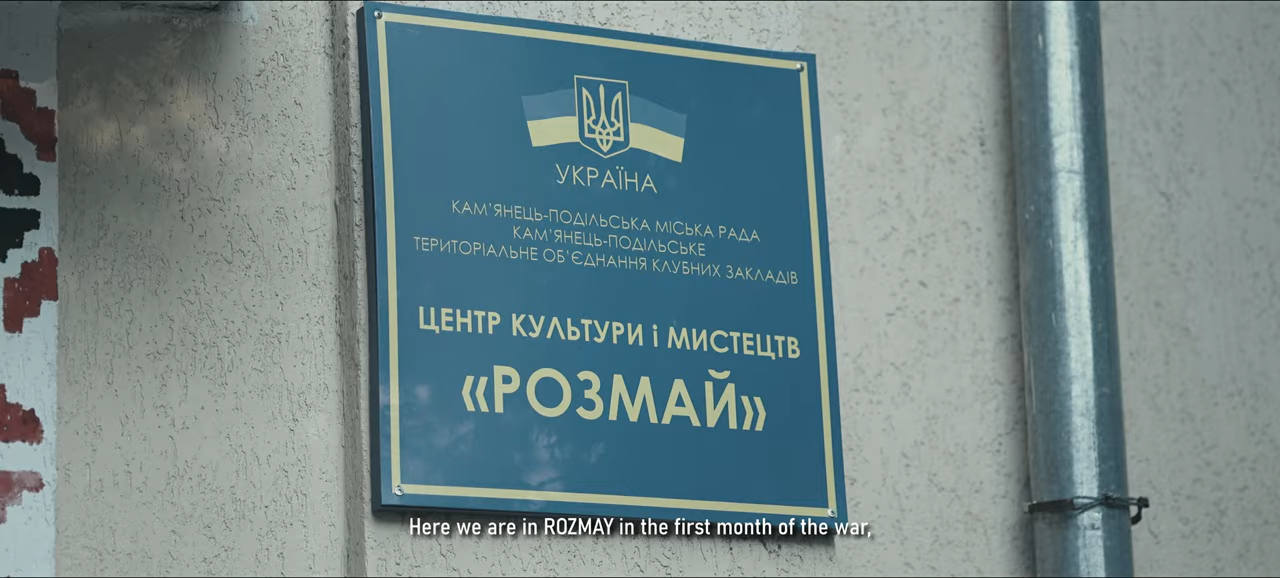 УКРАЇНА
КАМ'ЯНЕЦЬ-ПОДІЛЬСЬКА МІСЬКА РАДА
КАМ'ЯНЕЦЬ-ПОДІЛЬСЬКЕ
ТЕРИТОРІАЛЬНЕ ОБ'ЄДНАННЯ КЛУБНИХ ЗАКЛАДІВ
ЦЕНТР КУЛЬТУРИ і МИСТЕЦТВ
«РОЗМАЙ»
Here we are in ROZMAY in the first month of the war,